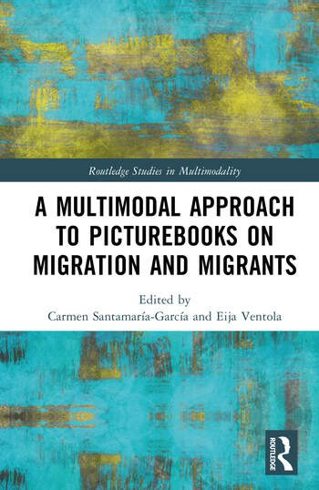 Routledge Studies in Multimodality
A MULTIMODAL APPROACH
TO PICTUREBOOKS ON
MIGRATION AND MIGRANTS
Edited by
Carmen Santamaría-García and Eija Ventola
ROUTLEDGE